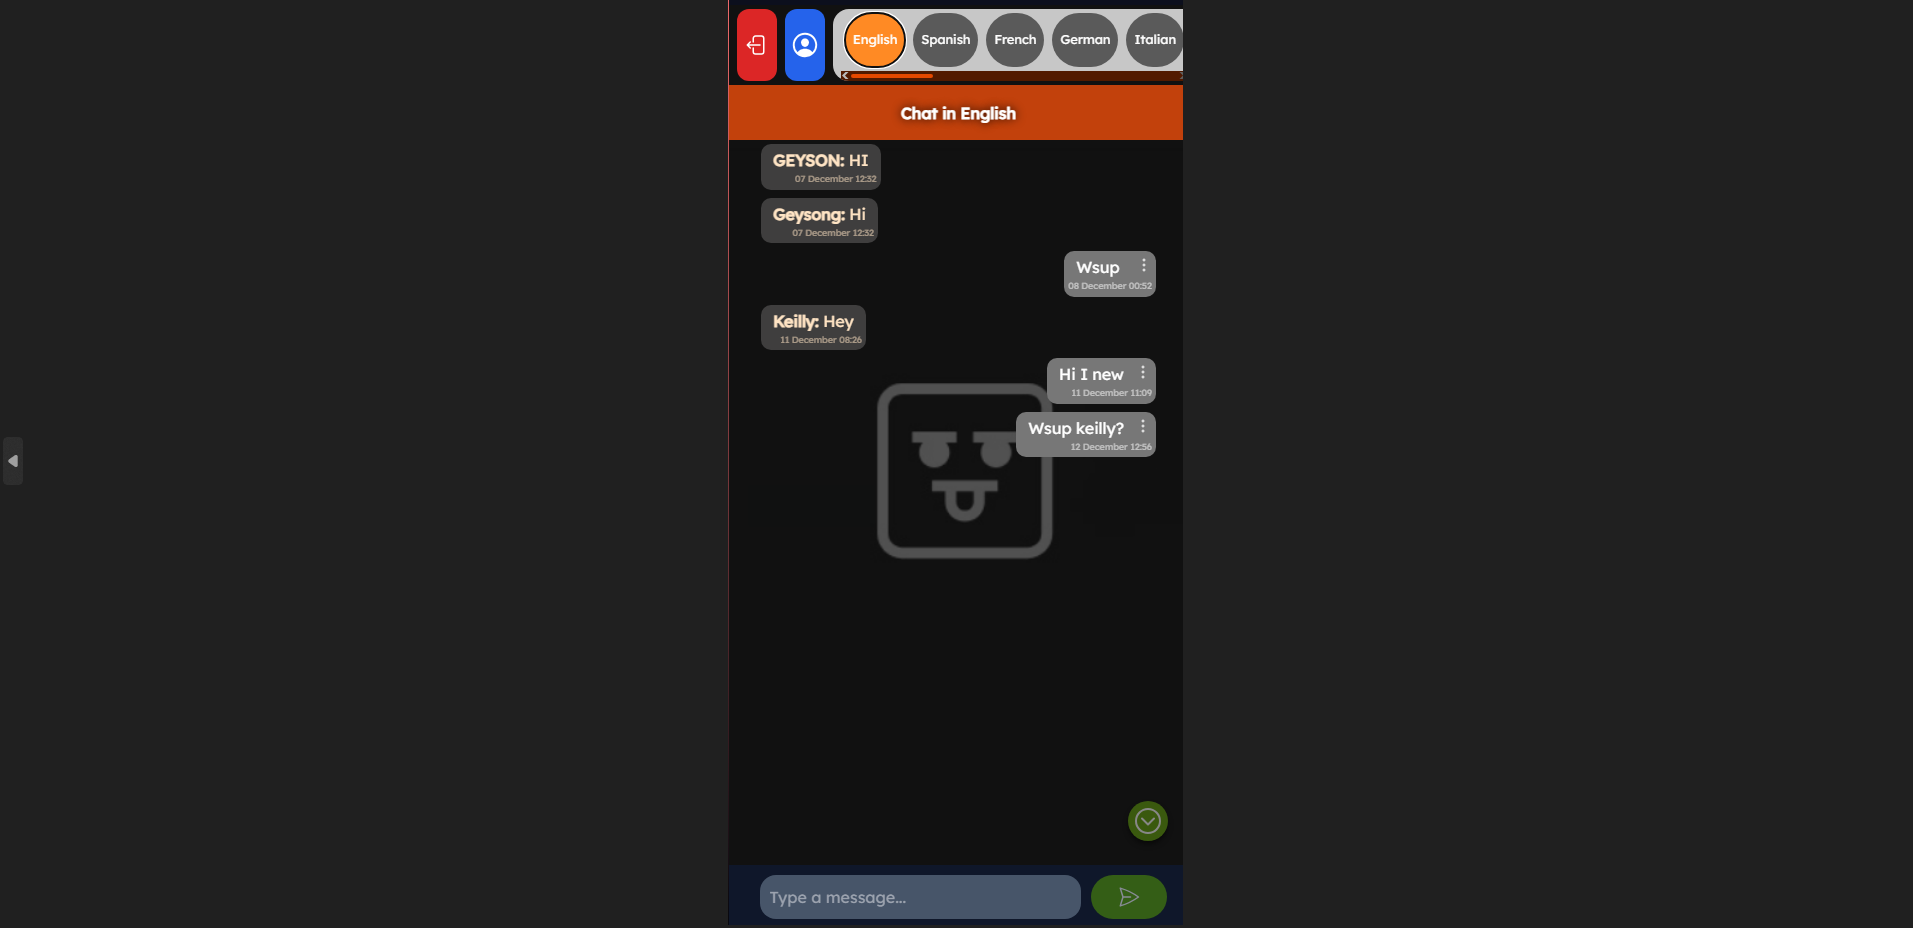 English Spanish French German Italian
Chat in English
GEYSON: HI
07 December 12:32
Geysong: Hi
07 December 12:32
Wsup
08 December 00:52
Keilly: Hey
11 December 08:26
Hi I new
11 December 11:09
Wsup keilly?
12 December 12:56
Type a message...